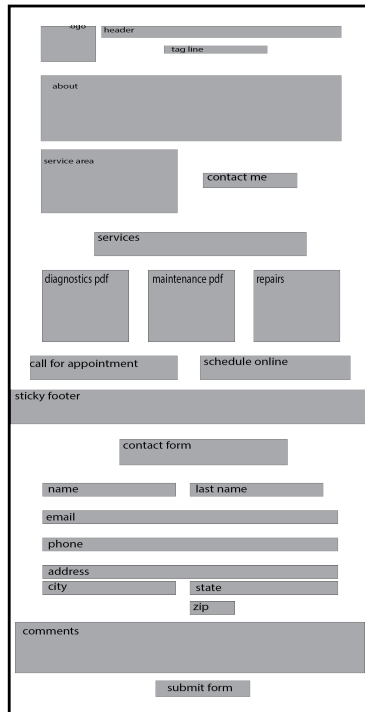 ogo
header
tag line
about
service area
contact me
services
diagnostics pdf
maintenance pdf
repairs
call for appointment
schedule online
sticky footer
contact form
name
last name
email
phone
address
city
state
zip
comments
submit form